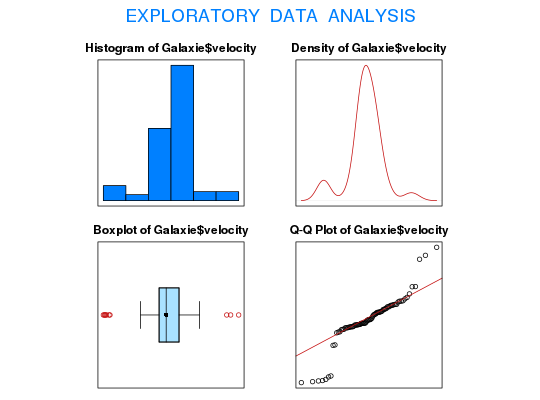 EXPLORATORY DATA ANALYSIS
Histogram of Galaxie$velocity
Density of Galaxie$velocity
Boxplot of Galaxie$velocity
Q-Q Plot of Galaxie$velocity